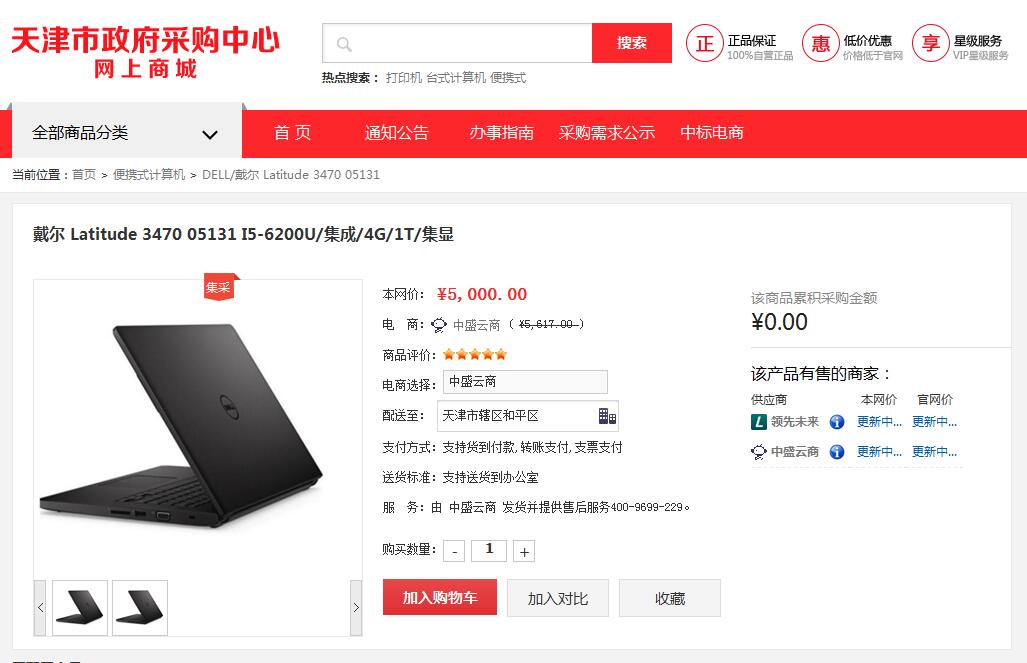 天津市政府采购中心
网上商城
搜索
热点搜索： 打印机 台式计算机 便携式
正 正品保证
100%自营正品
惠 低价优惠
价格低于官网
享 星级服务
VIP星级服务
全部商品分类
首 页 通知公告 办事指南 采购需求公示 中标电商
当前位置：首页 > 便携式计算机 > DELL/戴尔 Latitude 3470 05131
戴尔 Latitude 3470 05131 I5-6200U/集成/4G/1T/集显
集采
DELL
本网价： ¥5,000.00
电 商： 中盛云商 （ ¥5,617.00 ）
商品评价：
电商选择： 中盛云商
配送至： 天津市辖区和平区
支付方式：支持货到付款,转账支付,支票支付
送货标准：支持送货到办公室
服 务：由 中盛云商 发货并提供售后服务400-9699-229。
购买数量： - 1 +
加入购物车 加入对比 收藏
< >
该商品累积采购金额
¥0.00
该产品有售的商家：
供应商 本网价 官网价
L 领先未来 i 更新中... 更新中...
中盛云商 i 更新中... 更新中...